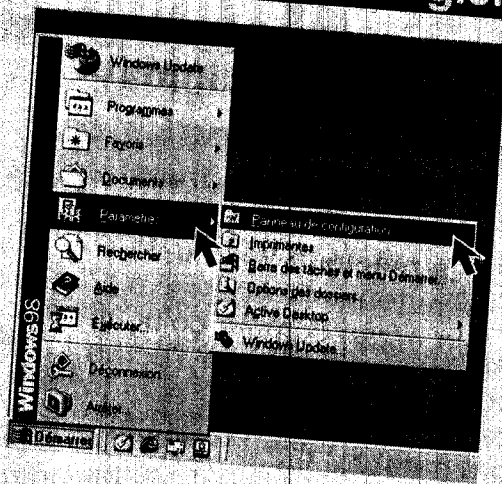 Windows Update
Programmes
Favoris
Documents
Paramètres
Rechercher
Aide
Exécuter...
Déconnexion
Arrêter...
Windows98
Démarrer
Panneau de configuration
Imprimantes
Barre des tâches et menu Démarrer...
Options des dossiers...
Active Desktop
Windows Update...